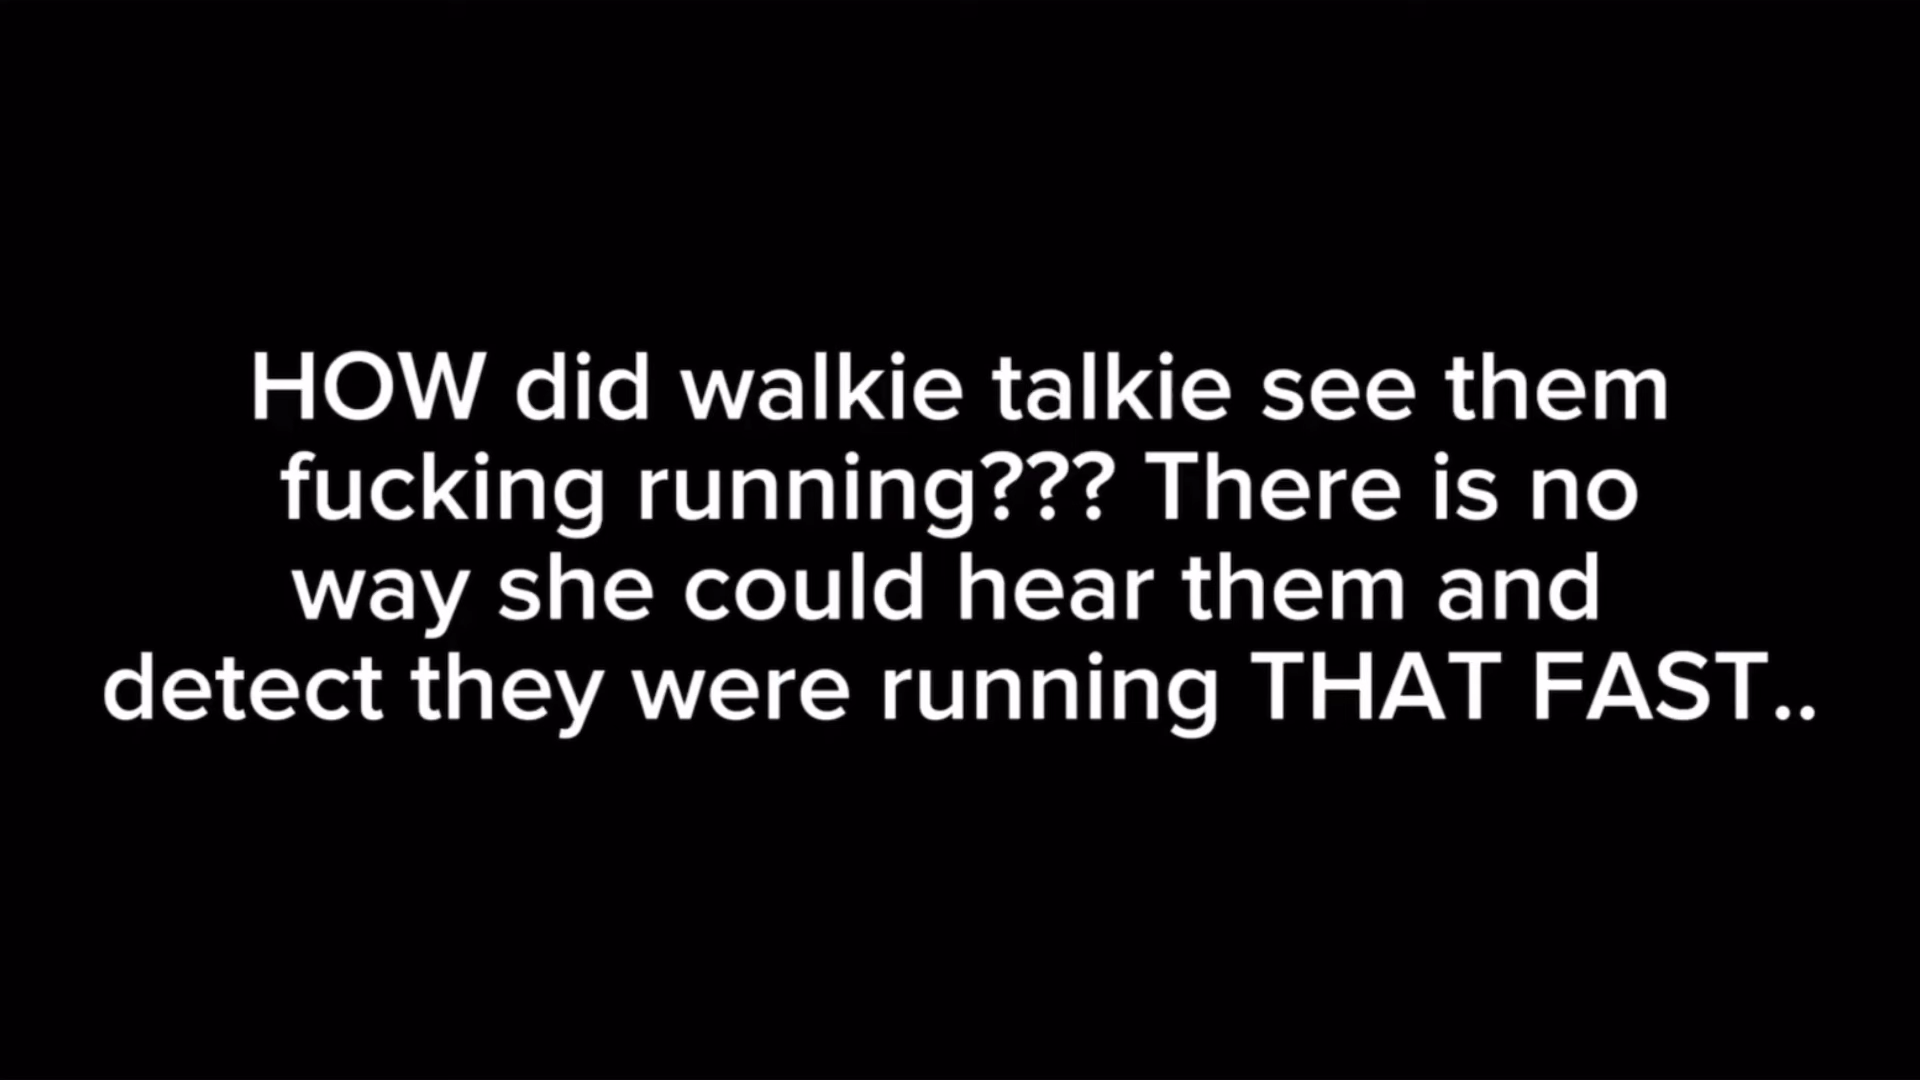 HOW did walkie talkie see them
fucking running??? There is no
way she could hear them and
detect they were running THAT FAST..